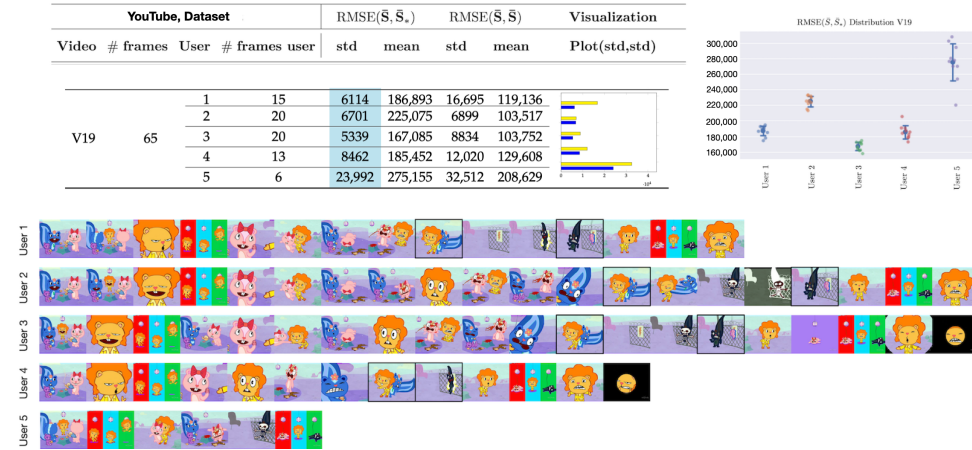 YouTube, Dataset RMSE(S̄, S̄*) RMSE(S̄, S̄) Visualization
Video # frames User # frames user std mean std mean Plot(std,std)
1 15 6114 186,893 16,695 119,136
2 20 6701 225,075 6899 103,517
V19 65 3 20 5339 167,085 8834 103,752
4 13 8462 185,452 12,020 129,608
5 6 23,992 275,155 32,512 208,629
0 1 2 3 4
RMSE(S̄, S̄*) Distribution V19
300,000
280,000
260,000
240,000
220,000
200,000
180,000
160,000
User 1 User 2 User 3 User 4 User 5
User 1
User 2
User 3
User 4
User 5